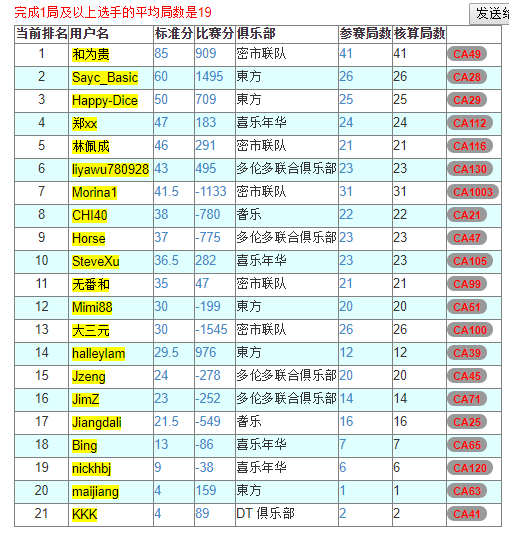 完成1局及以上选手的平均局数是19
发送纟
当前排名 用户名 标准分 比赛分 俱乐部 参赛局数 核算局数
1 和为贵 85 909 密市联队 41 41 CA49
2 Sayc_Basic 60 1495 東方 26 26 CA28
3 Happy-Dice 50 709 東方 25 25 CA29
4 郑xx 47 183 喜乐年华 24 24 CA112
5 林佩成 46 291 密市联队 21 21 CA116
6 liyawu780928 43 495 多伦多联合俱乐部 23 23 CA130
7 Morina1 41.5 -1133 密市联队 31 31 CA1003
8 CHI40 38 -780 耆乐 22 22 CA21
9 Horse 37 -775 多伦多联合俱乐部 23 23 CA47
10 SteveXu 36.5 282 喜乐年华 23 23 CA105
11 无番和 35 47 密市联队 21 21 CA99
12 Mimi88 30 -199 東方 20 20 CA51
13 大三元 30 -1545 密市联队 26 26 CA100
14 halleylam 29.5 976 東方 12 12 CA39
15 Jzeng 24 -278 多伦多联合俱乐部 20 20 CA45
16 JimZ 23 -252 多伦多联合俱乐部 14 14 CA71
17 Jiangdali 21.5 -549 耆乐 16 16 CA25
18 Bing 13 -86 喜乐年华 7 7 CA65
19 nickhbj 9 -38 喜乐年华 6 6 CA120
20 maijiang 4 159 東方 1 1 CA63
21 KKK 4 89 DT 俱乐部 2 2 CA41